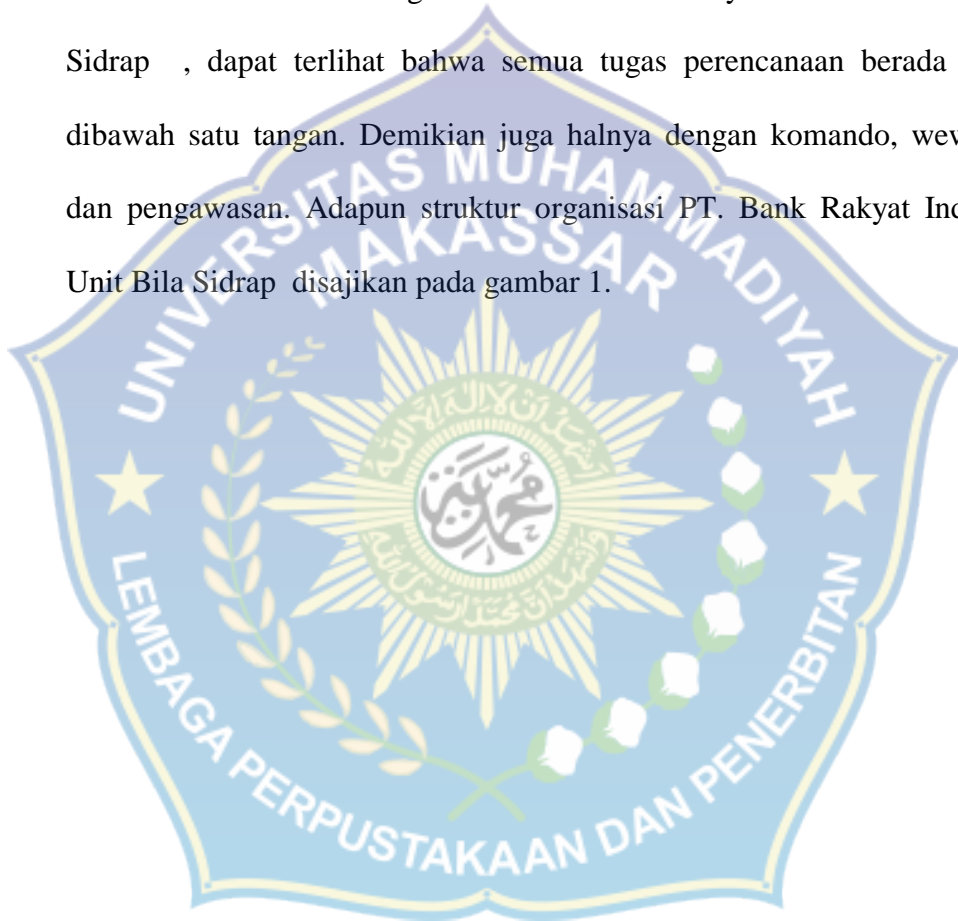 Sidrap , dapat terlihat bahwa semua tugas perencanaan berada
dibawah satu tangan. Demikian juga halnya dengan komando,
dan pengawasan. Adapun struktur organisasi PT. Bank Rakyat
Unit Bila Sidrap disajikan pada gambar 1.
UNIVERSITAS MUHAMMADIYAH
MAKASSAR
LEMBAGA PERPUSTAKAAN DAN PENERBITAN